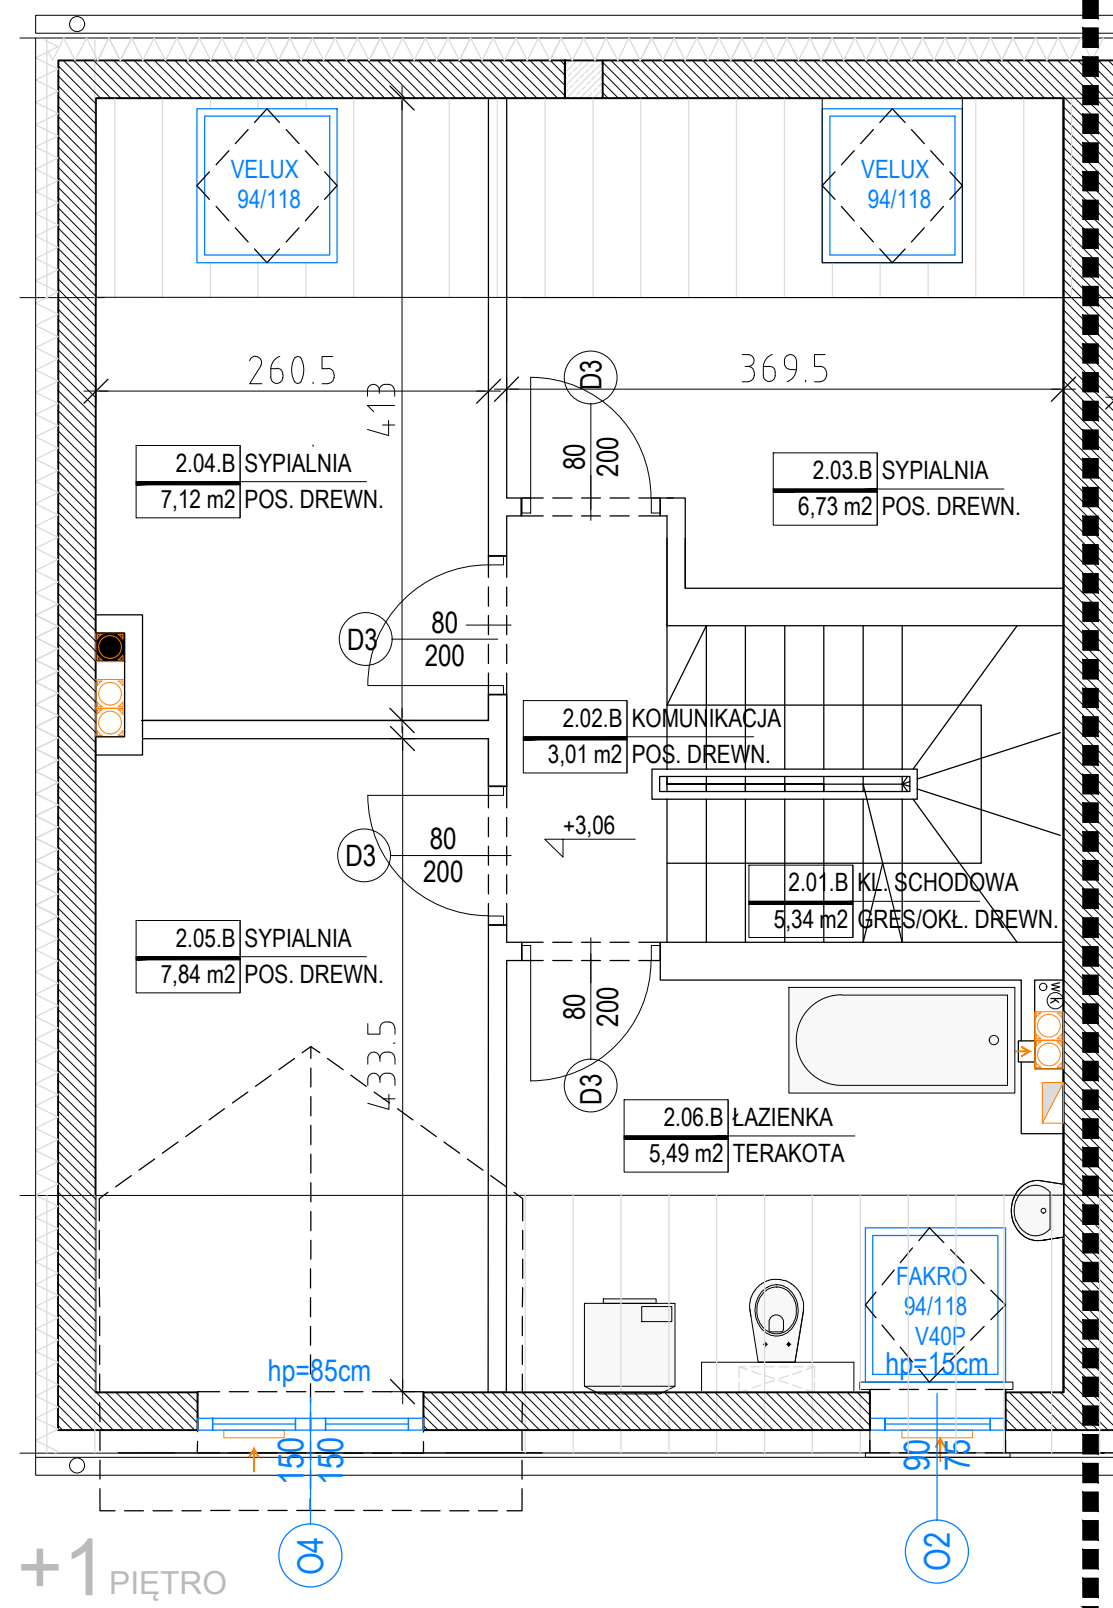 VELUX
94/118
VELUX
94/118
260.5
413
369.5
D3
80
200
2.04.B SYPIALNIA
7,12 m2 POS. DREWN.
2.03.B SYPIALNIA
6,73 m2 POS. DREWN.
D3
80
200
2.02.B KOMUNIKACJA
3,01 m2 POS. DREWN.
+3,06
D3
80
200
2.01.B KL. SCHODOWA
5,34 m2 GRES/OKŁ. DREWN.
2.05.B SYPIALNIA
7,84 m2 POS. DREWN.
433.5
80
200
D3
w
k
2.06.B ŁAZIENKA
5,49 m2 TERAKOTA
FAKRO
94/118
V40P
hp=15cm
hp=85cm
150
150
90
75
O4
O2
+1 PIĘTRO